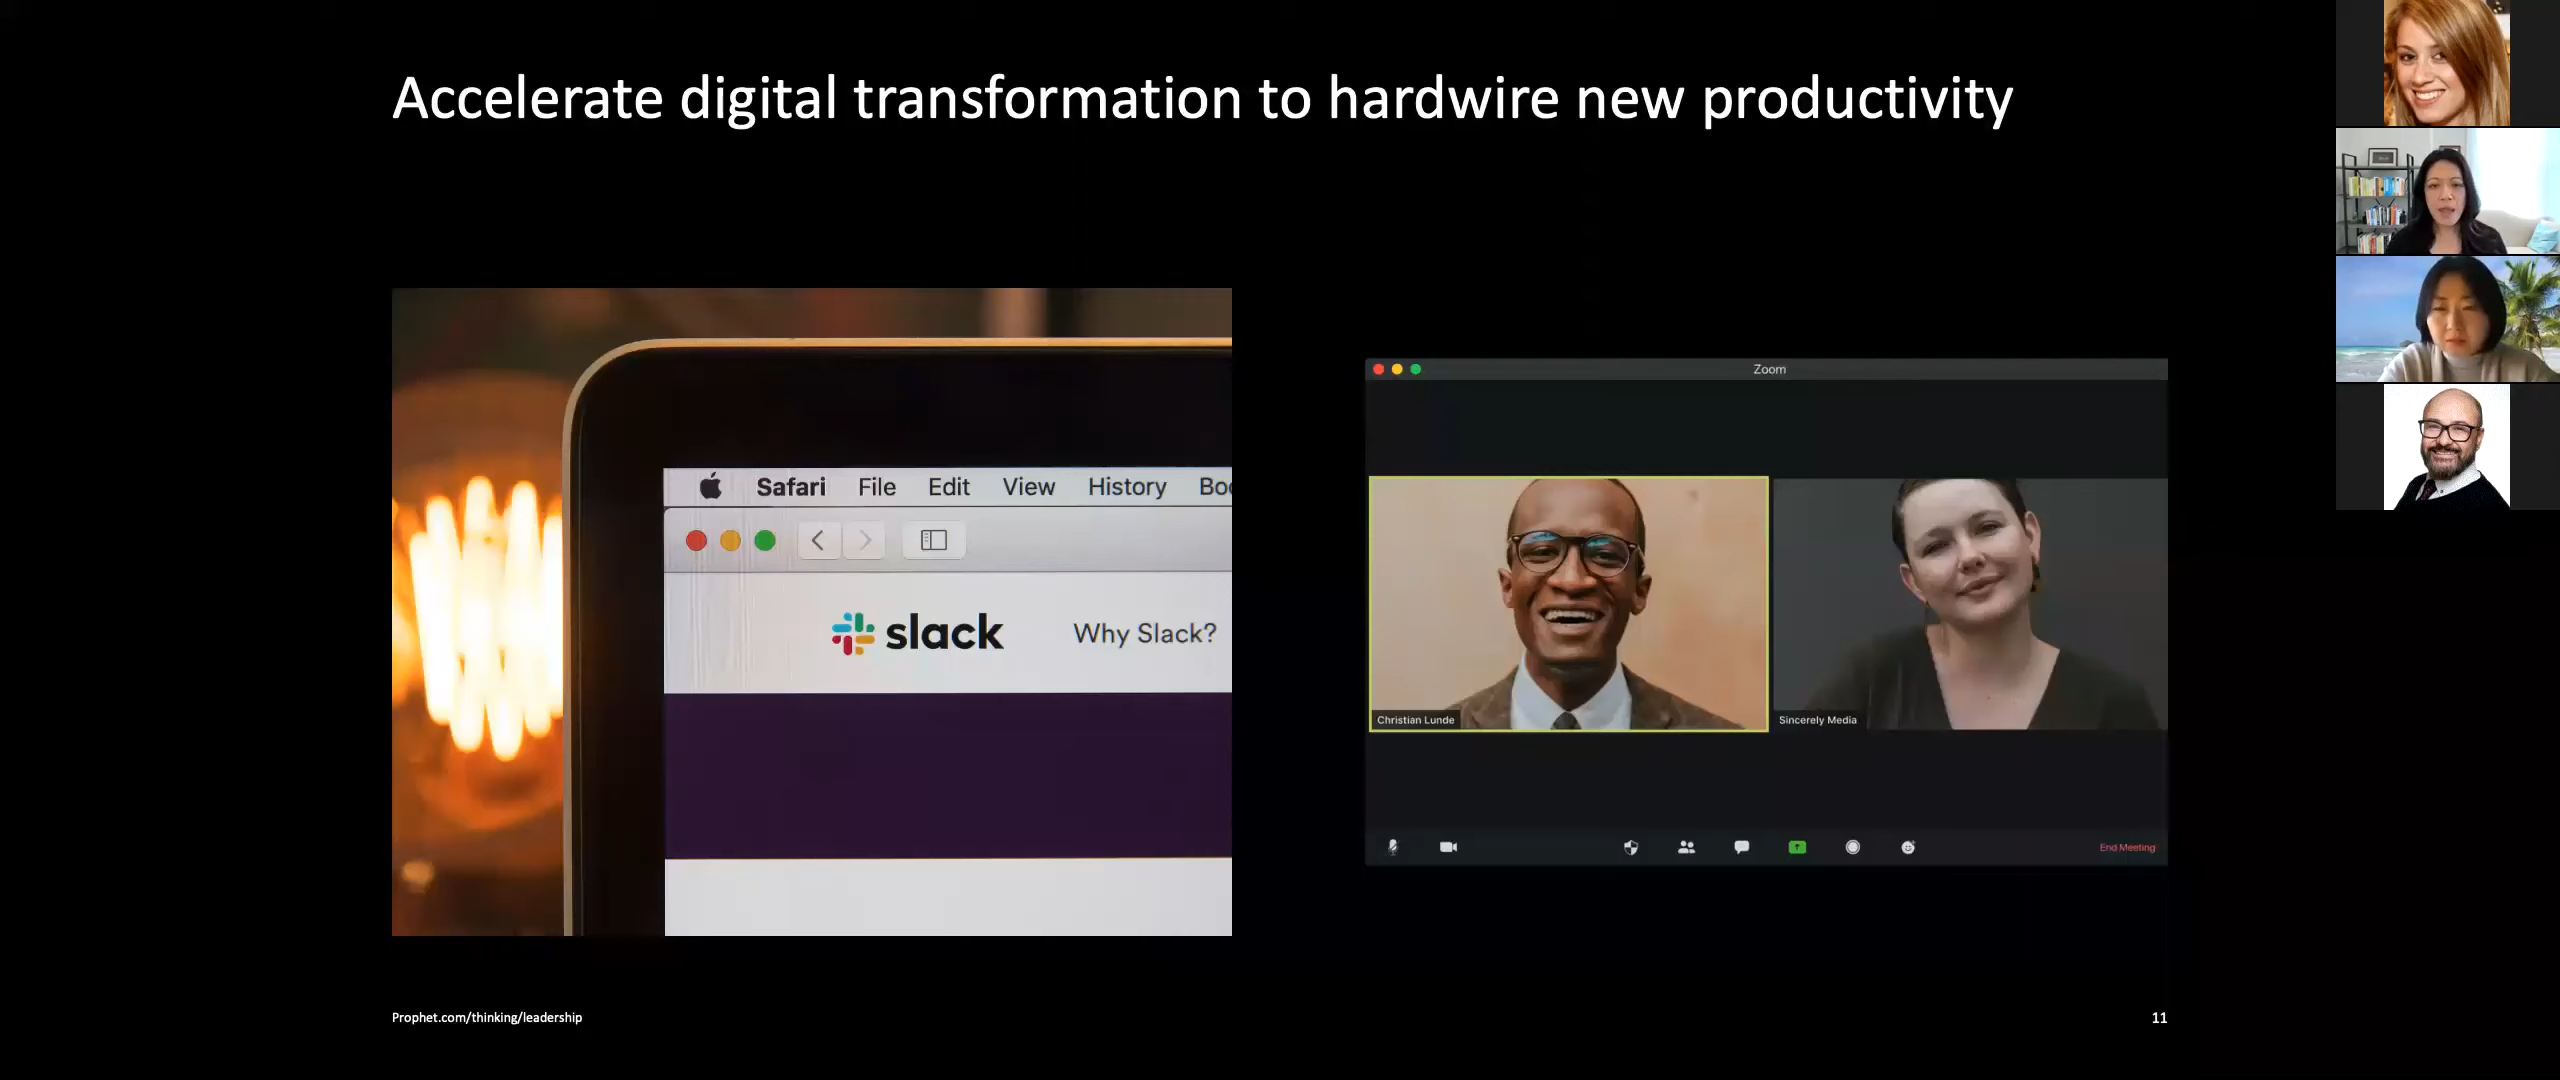 Accelerate digital transformation to hardwire new productivity
Safari File Edit View History Boo
slack Why Slack?
Zoom
Christian Lunde
Sincerely Media
End Meeting
Prophet.com/thinking/leadership
11